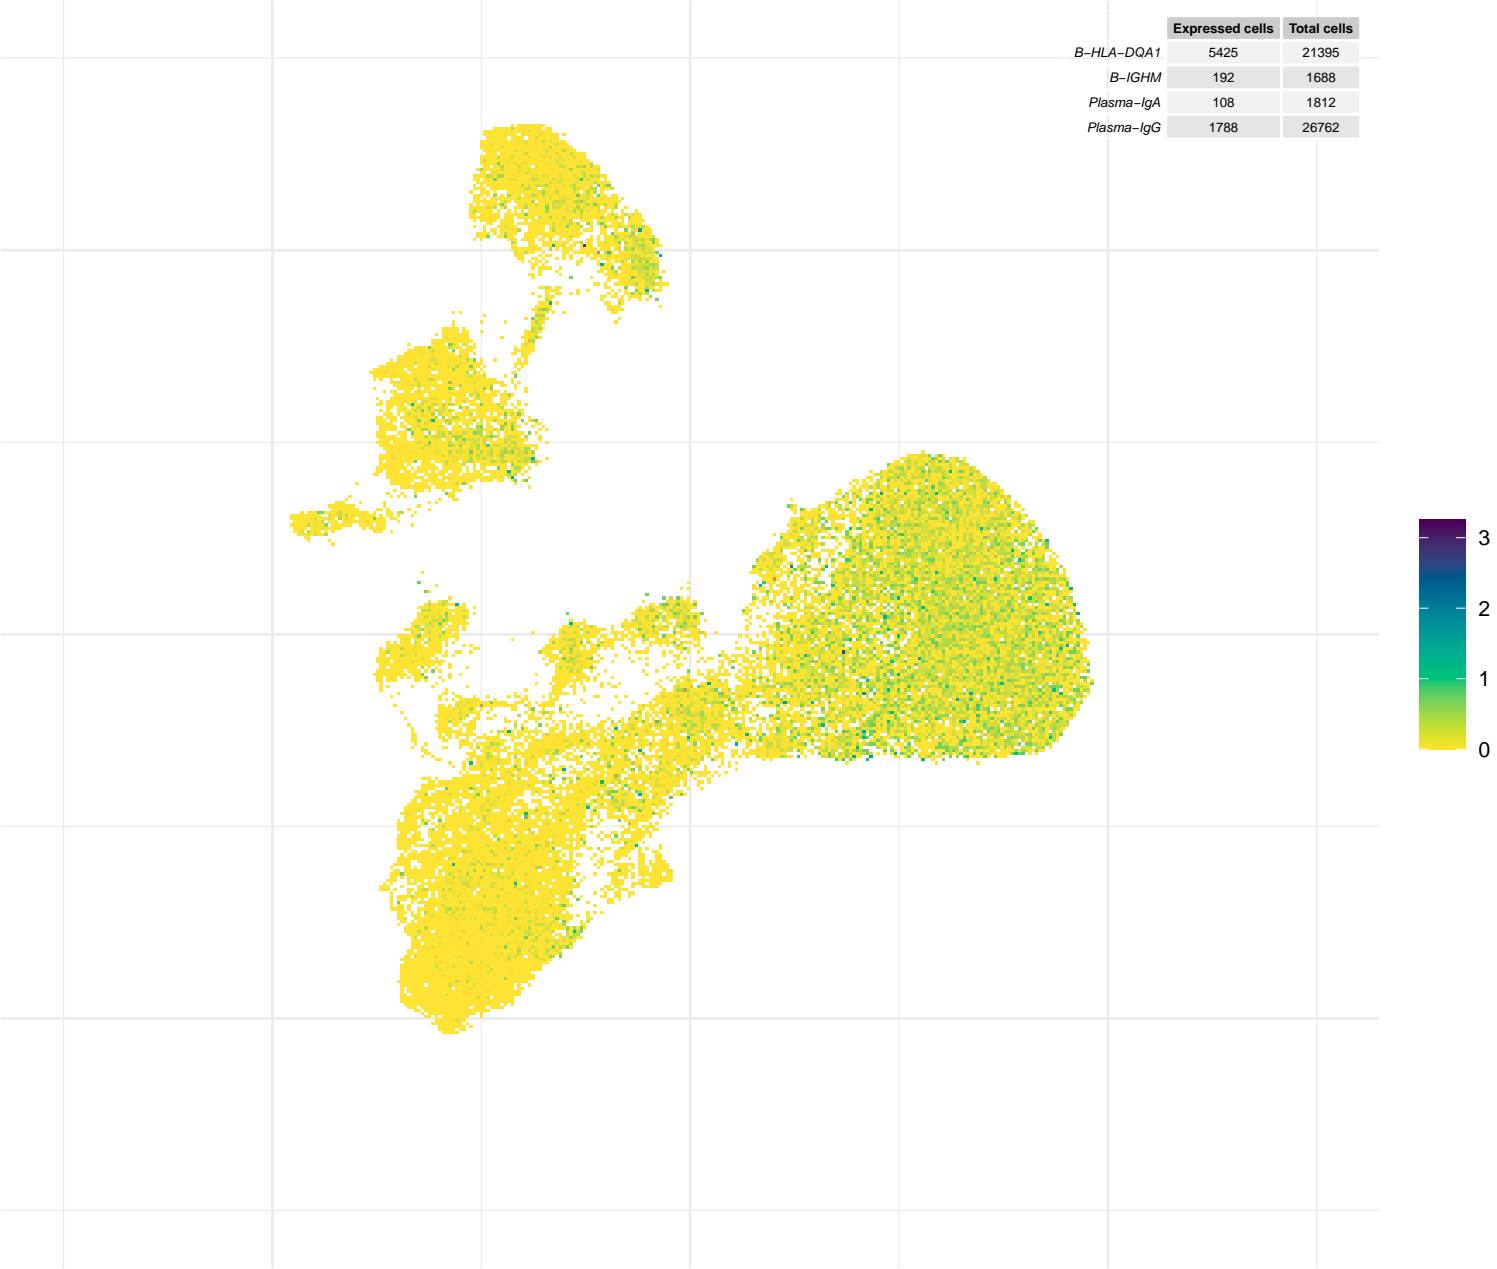 Expressed cells Total cells
B−HLA−DQA1 5425 21395
B−IGHM 192 1688
Plasma−IgA 108 1812
Plasma−IgG 1788 26762
3
2
1
0